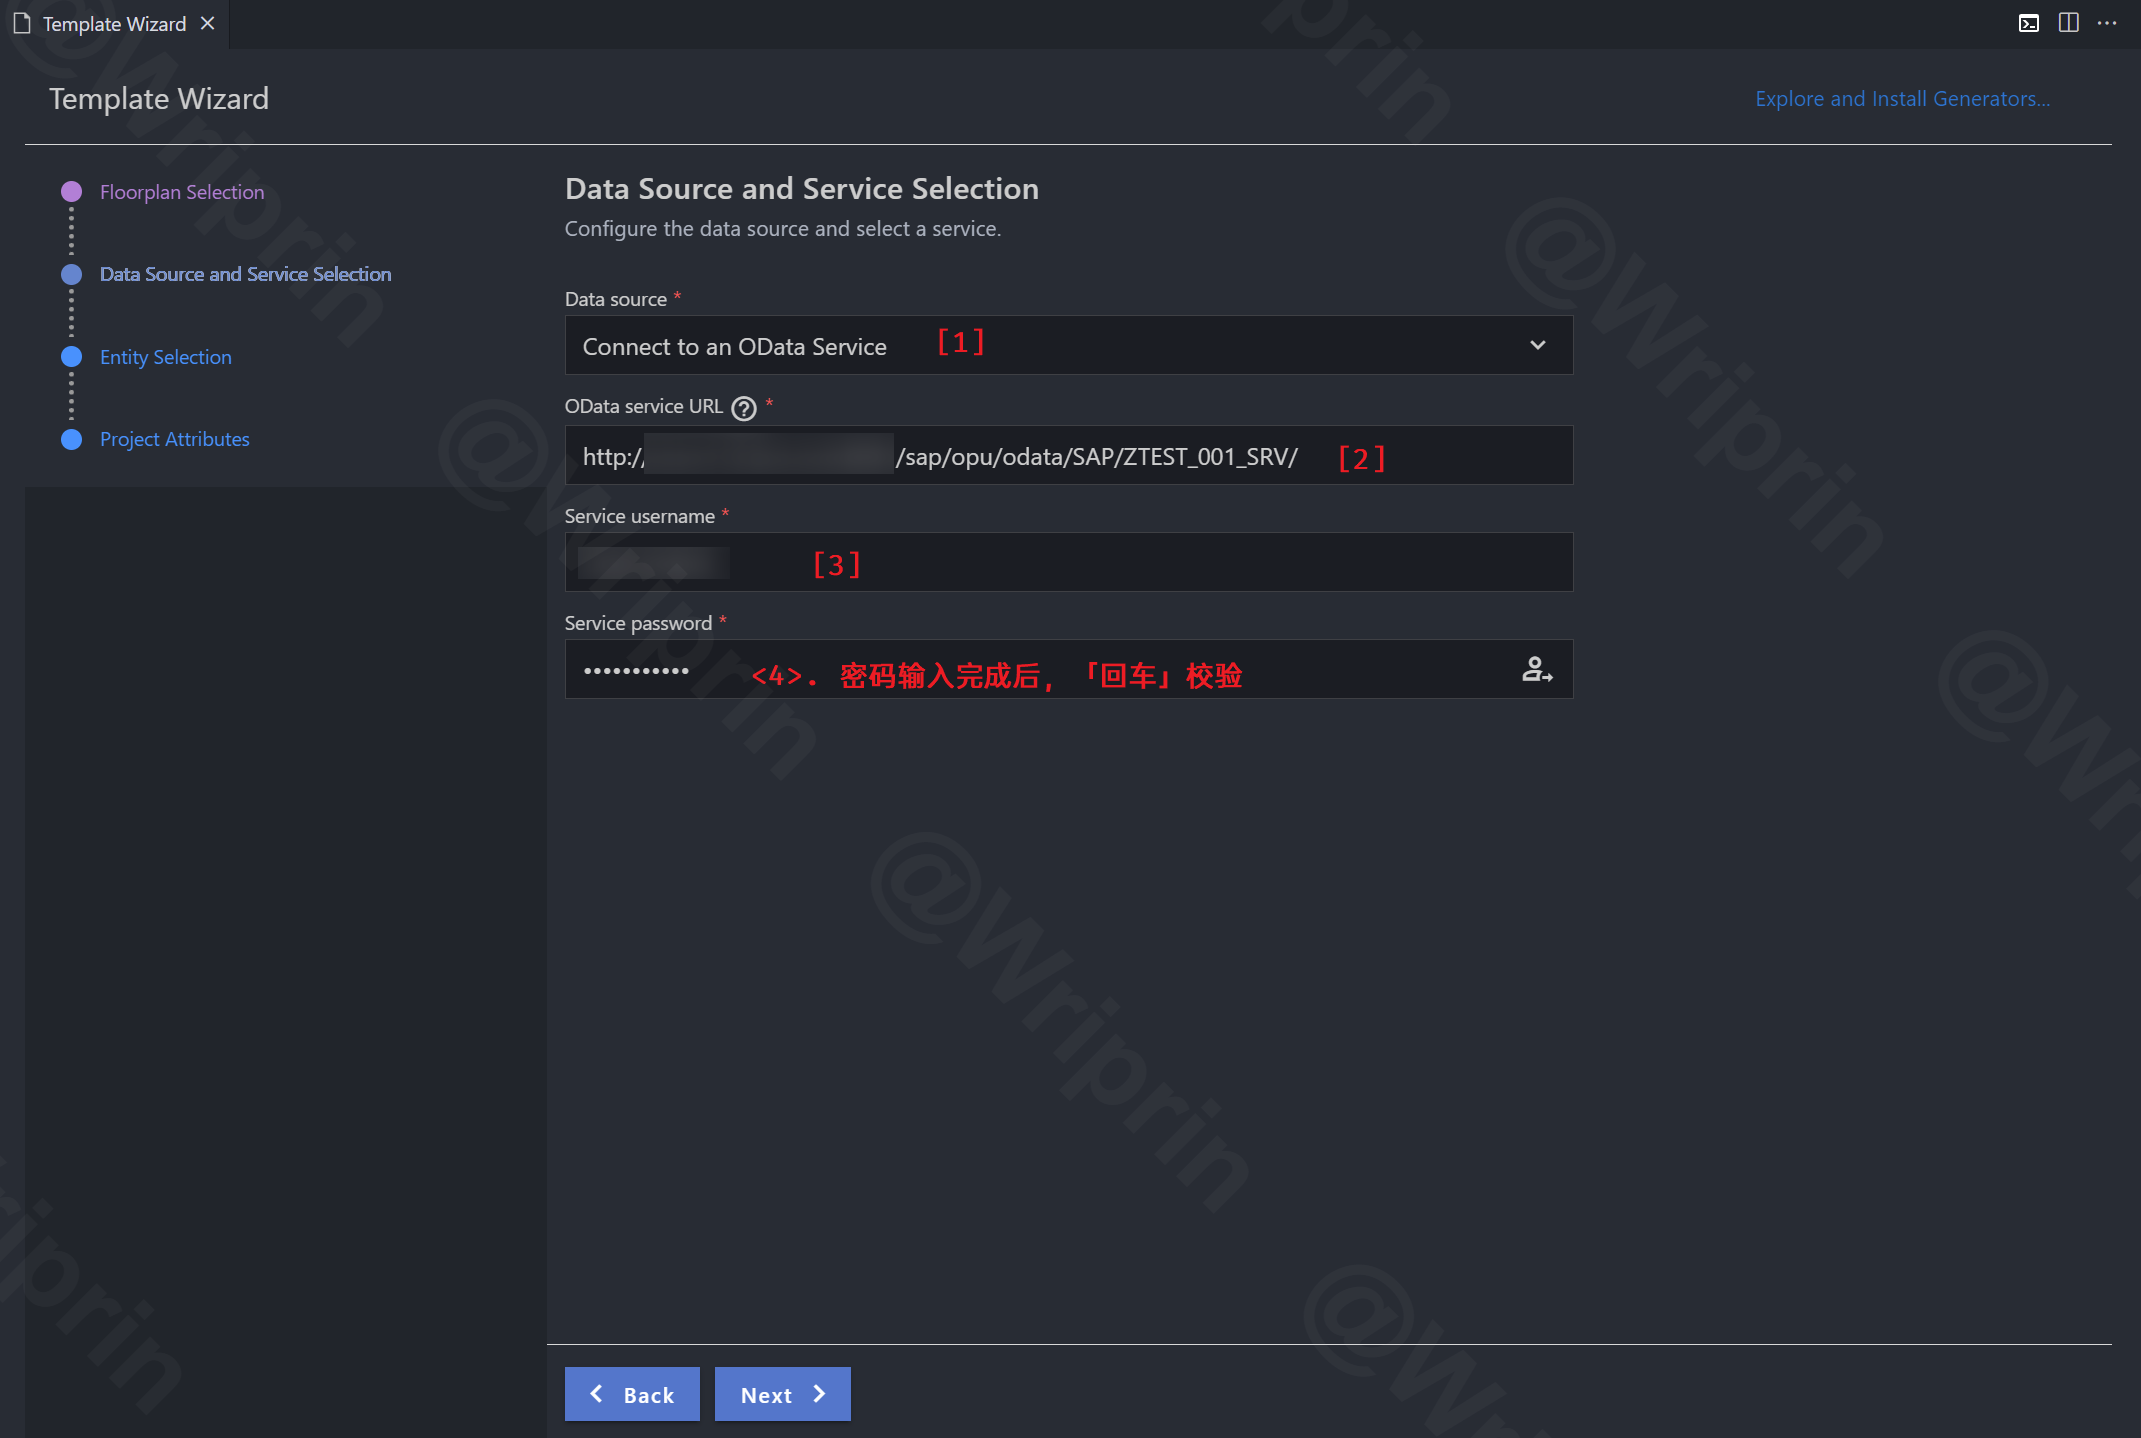 Template Wizard
Template Wizard
Explore and Install Generators...
Floorplan Selection
Data Source and Service Selection
Entity Selection
Project Attributes
Data Source and Service Selection
Configure the data source and select a service.
Data source *
Connect to an OData Service [1]
OData service URL ? *
http:// /sap/opu/odata/SAP/ZTEST_001_SRV/ [2]
Service username *
[3]
Service password *
••••••••••• <4>. 密码输入完成后，「回车」校验
Back
Next
@Wriprin
@Wriprin
@Wriprin
@Wriprin